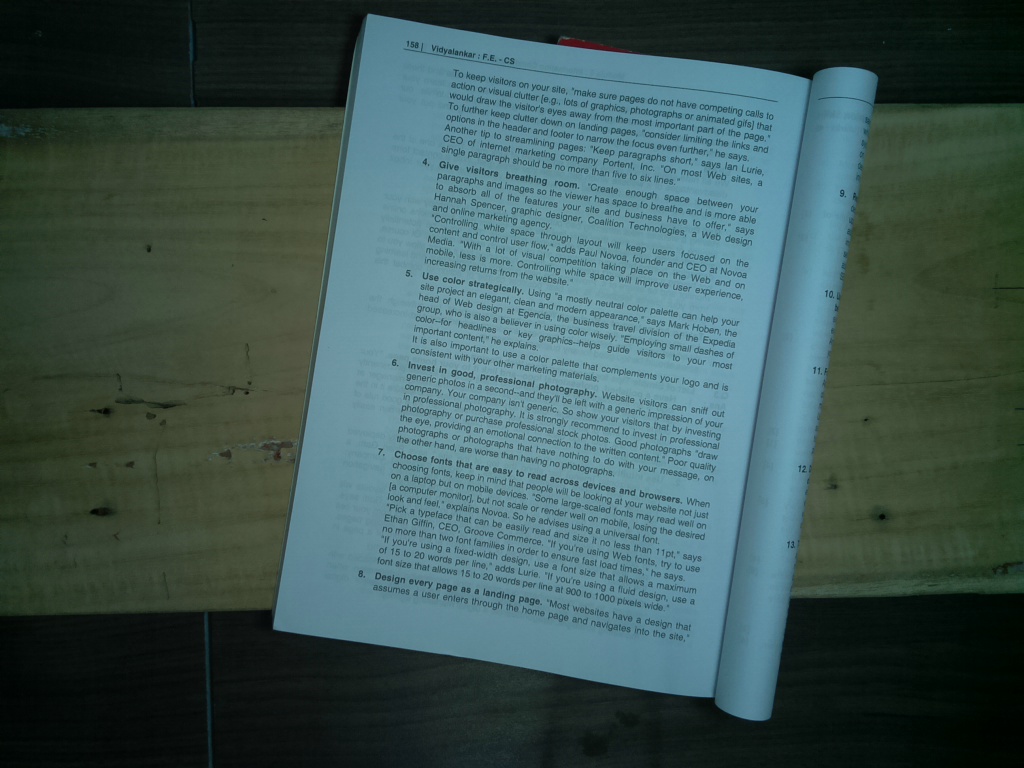 158 | Vidyalankar : F.E. - CS
To keep visitors on your site, "make sure pages do not have competing calls to
action or visual clutter [e.g., lots of graphics, photographs or animated gifs] that
would draw the visitor's eyes away from the most important part of the page."
To further keep clutter down on landing pages, "consider limiting the links and
options in the header and footer to narrow the focus even further," he says.
Another tip to streamlining pages: "Keep paragraphs short," says Ian Lurie,
CEO of internet marketing company Portent, Inc. "On most Web sites, a
single paragraph should be no more than five to six lines."
4. Give visitors breathing room. "Create enough space between your
paragraphs and images so the viewer has space to breathe and is more able
to absorb all of the features your site and business have to offer," says
Hannah Spencer, graphic designer, Coalition Technologies, a Web design
and online marketing agency.
"Controlling white space through layout will keep users focused on the
content and control user flow," adds Paul Novoa, founder and CEO at Novoa
Media. "With a lot of visual competition taking place on the Web and on
mobile, less is more. Controlling white space will improve user experience,
increasing returns from the website."
5. Use color strategically. Using "a mostly neutral color palette can help your
site project an elegant, clean and modern appearance," says Mark Hoben, the
head of Web design at Egencia, the business travel division of the Expedia
group, who is also a believer in using color wisely. "Employing small dashes of
color--for headlines or key graphics--helps guide visitors to your most
important content," he explains.
It is also important to use a color palette that complements your logo and is
consistent with your other marketing materials.
6. Invest in good, professional photography. Website visitors can sniff out
generic photos in a second--and they'll be left with a generic impression of your
company. Your company isn't generic. So show your visitors that by investing
in professional photography. It is strongly recommend to invest in professional
photography or purchase professional stock photos. Good photographs "draw
the eye, providing an emotional connection to the written content." Poor quality
photographs or photographs that have nothing to do with your message, on
the other hand, are worse than having no photographs.
7. Choose fonts that are easy to read across devices and browsers. When
choosing fonts, keep in mind that people will be looking at your website not just
on a laptop but on mobile devices. "Some large-scaled fonts may read well on
[a computer monitor], but not scale or render well on mobile, losing the desired
look and feel," explains Novoa. So he advises using a universal font.
"Pick a typeface that can be easily read and size it no less than 11pt," says
Ethan Giffin, CEO, Groove Commerce. "If you're using Web fonts, try to use
no more than two font families in order to ensure fast load times," he says.
"If you're using a fixed-width design, use a font size that allows a maximum
of 15 to 20 words per line," adds Lurie. "If you're using a fluid design, use a
font size that allows 15 to 20 words per line at 900 to 1000 pixels wide."
8. Design every page as a landing page. "Most websites have a design that
assumes a user enters through the home page and navigates into the site,"
9.
10.
11.
12.
13.